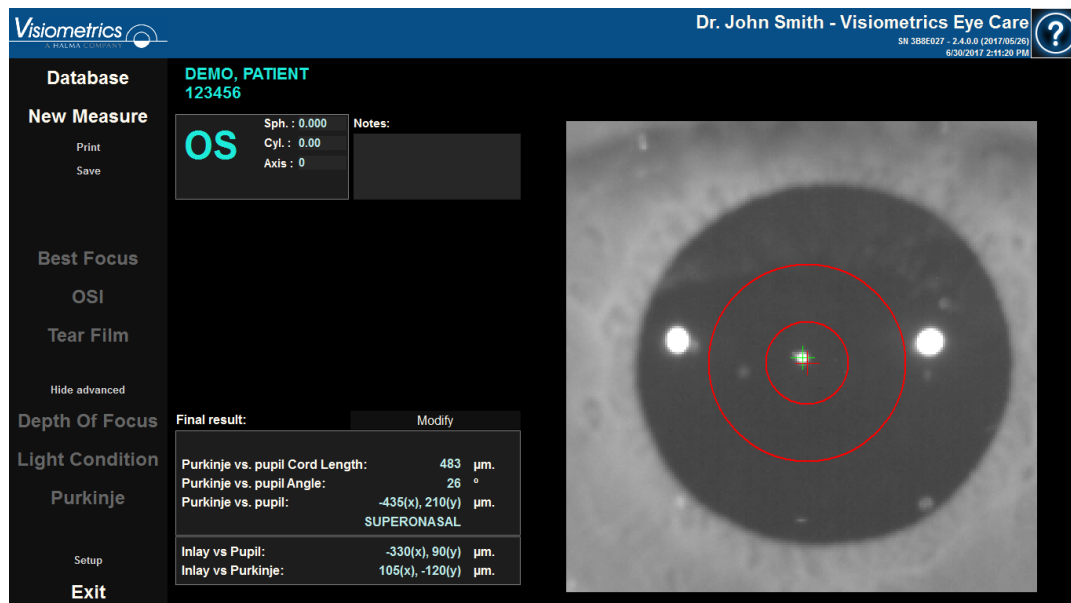 Visiometrics
A HALMA COMPANY
Dr. John Smith - Visiometrics Eye Care
SN 3B8E027 - 2.4.0.0 (2017/05/26)
6/30/2017 2:11:20 PM
?
Database
New Measure
Print
Save
Best Focus
OSI
Tear Film
Hide advanced
Depth Of Focus
Light Condition
Purkinje
Setup
Exit
DEMO, PATIENT
123456
OS
Sph. : 0.000
Cyl. : 0.00
Axis : 0
Notes:
Final result: Modify
Purkinje vs. pupil Cord Length: 483 µm.
Purkinje vs. pupil Angle: 26 º
Purkinje vs. pupil: -435(x), 210(y) µm.
SUPERONASAL
Inlay vs Pupil: -330(x), 90(y) µm.
Inlay vs Purkinje: 105(x), -120(y) µm.